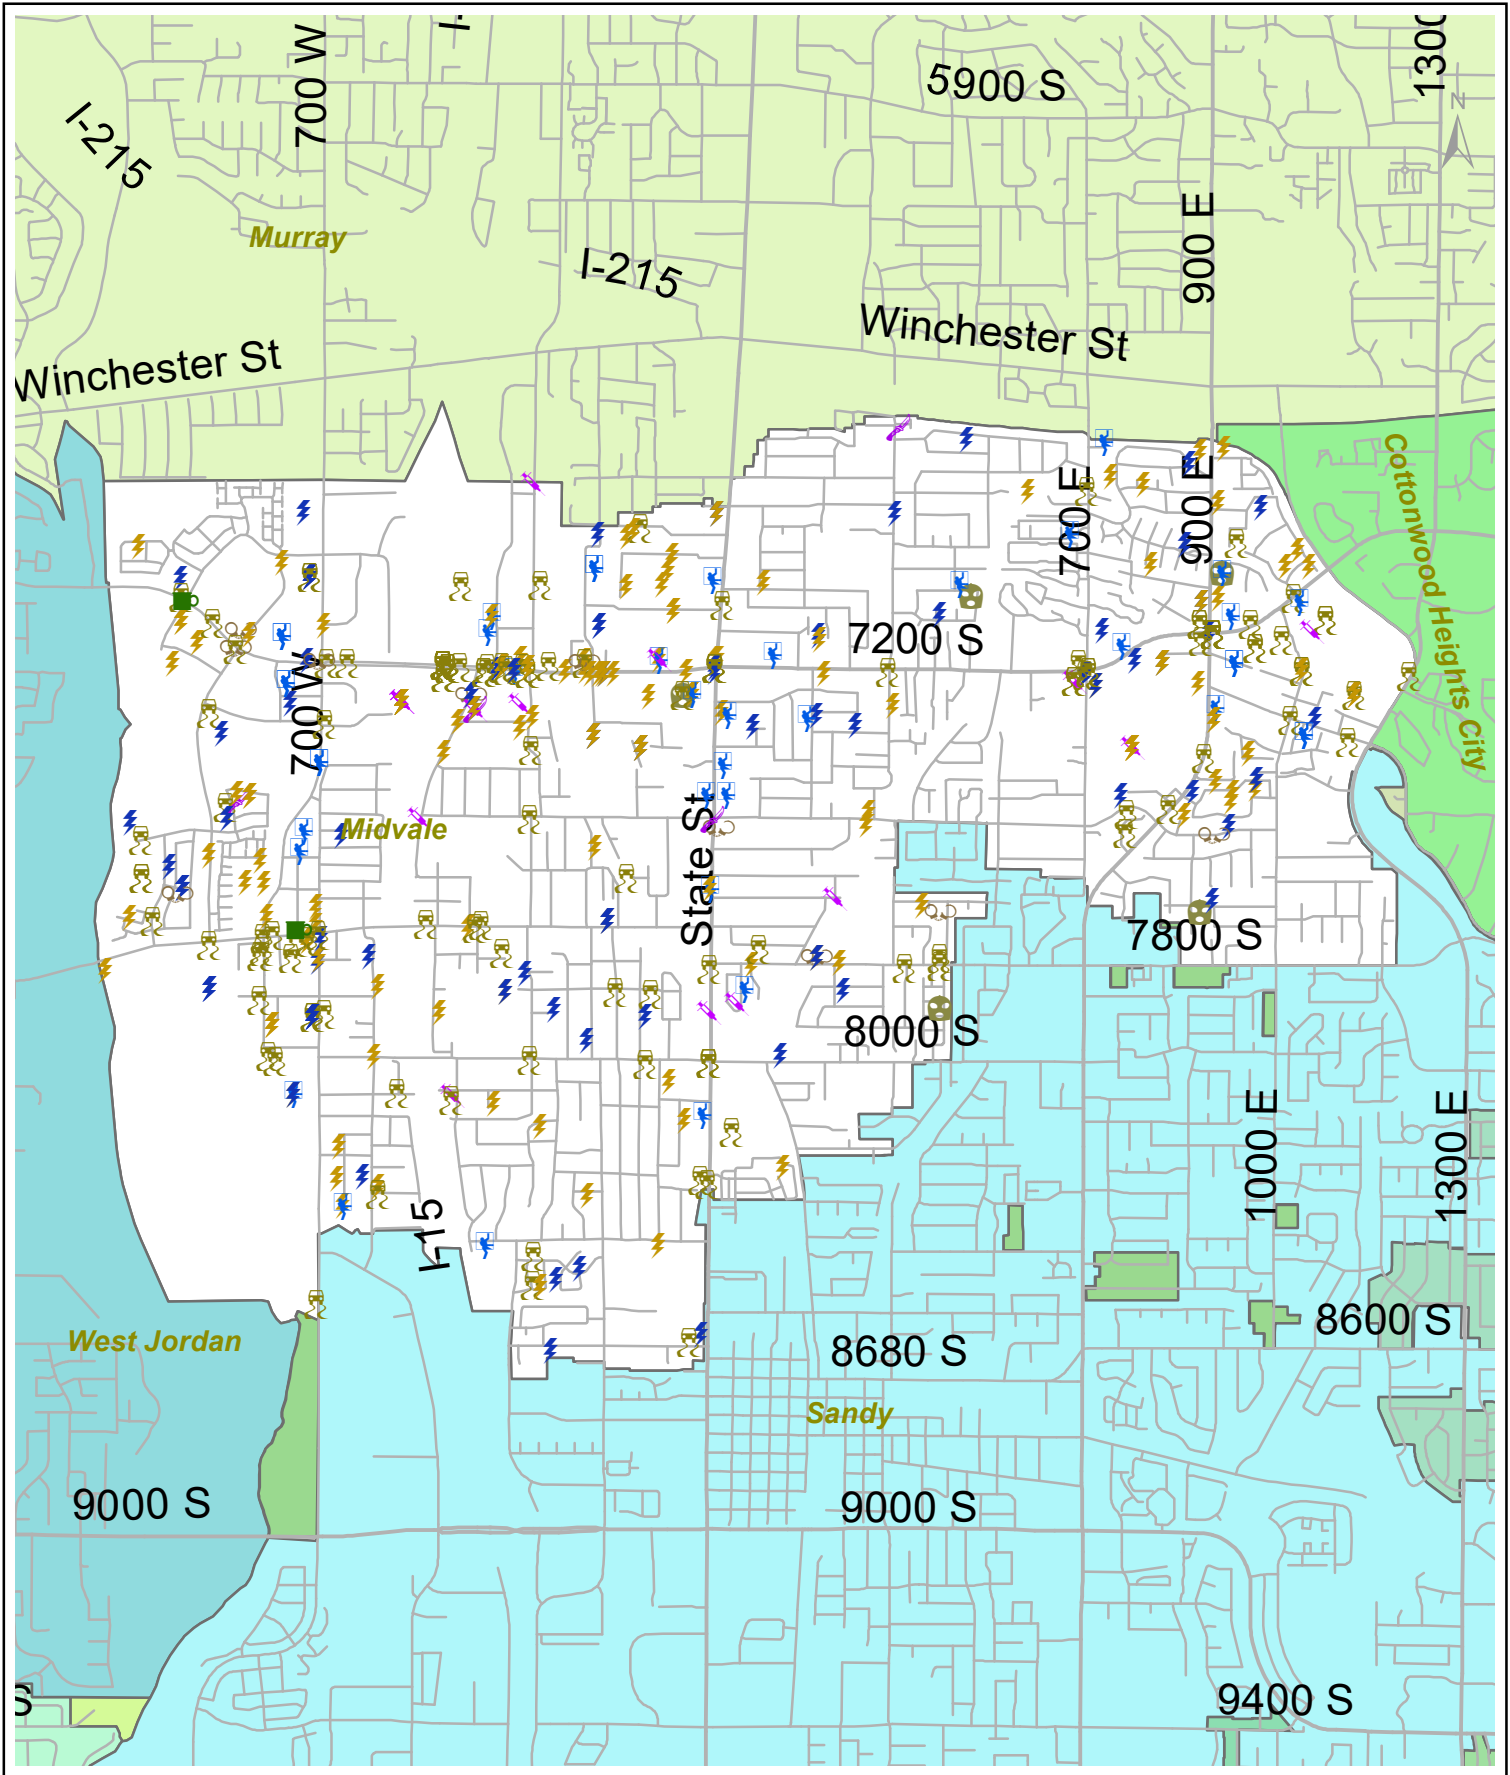 1300
700 W
I-
5900 S
N
I-215
900 E
Murray
I-215
Winchester St
Winchester St
Cottonwood Heights City
700 E
900 E
7200 S
700 W
Midvale
State St
7800 S
8000 S
1000 E
1300 E
I-15
8600 S
West Jordan
8680 S
Sandy
9000 S
9000 S
S
9400 S